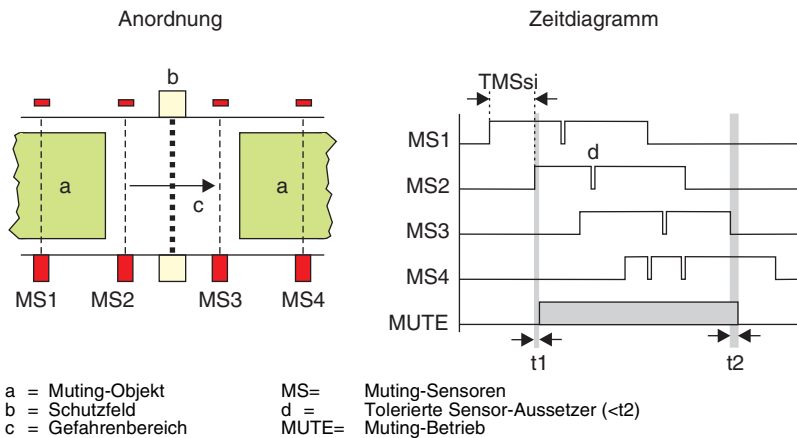 Anordnung
Zeitdiagramm
b
a
a
c
MS1 MS2 MS3 MS4
TMSsi
MS1
d
MS2
MS3
MS4
MUTE
t1 t2
a = Muting-Objekt
b = Schutzfeld
c = Gefahrenbereich
MS= Muting-Sensoren
d = Tolerierte Sensor-Aussetzer (<t2)
MUTE= Muting-Betrieb